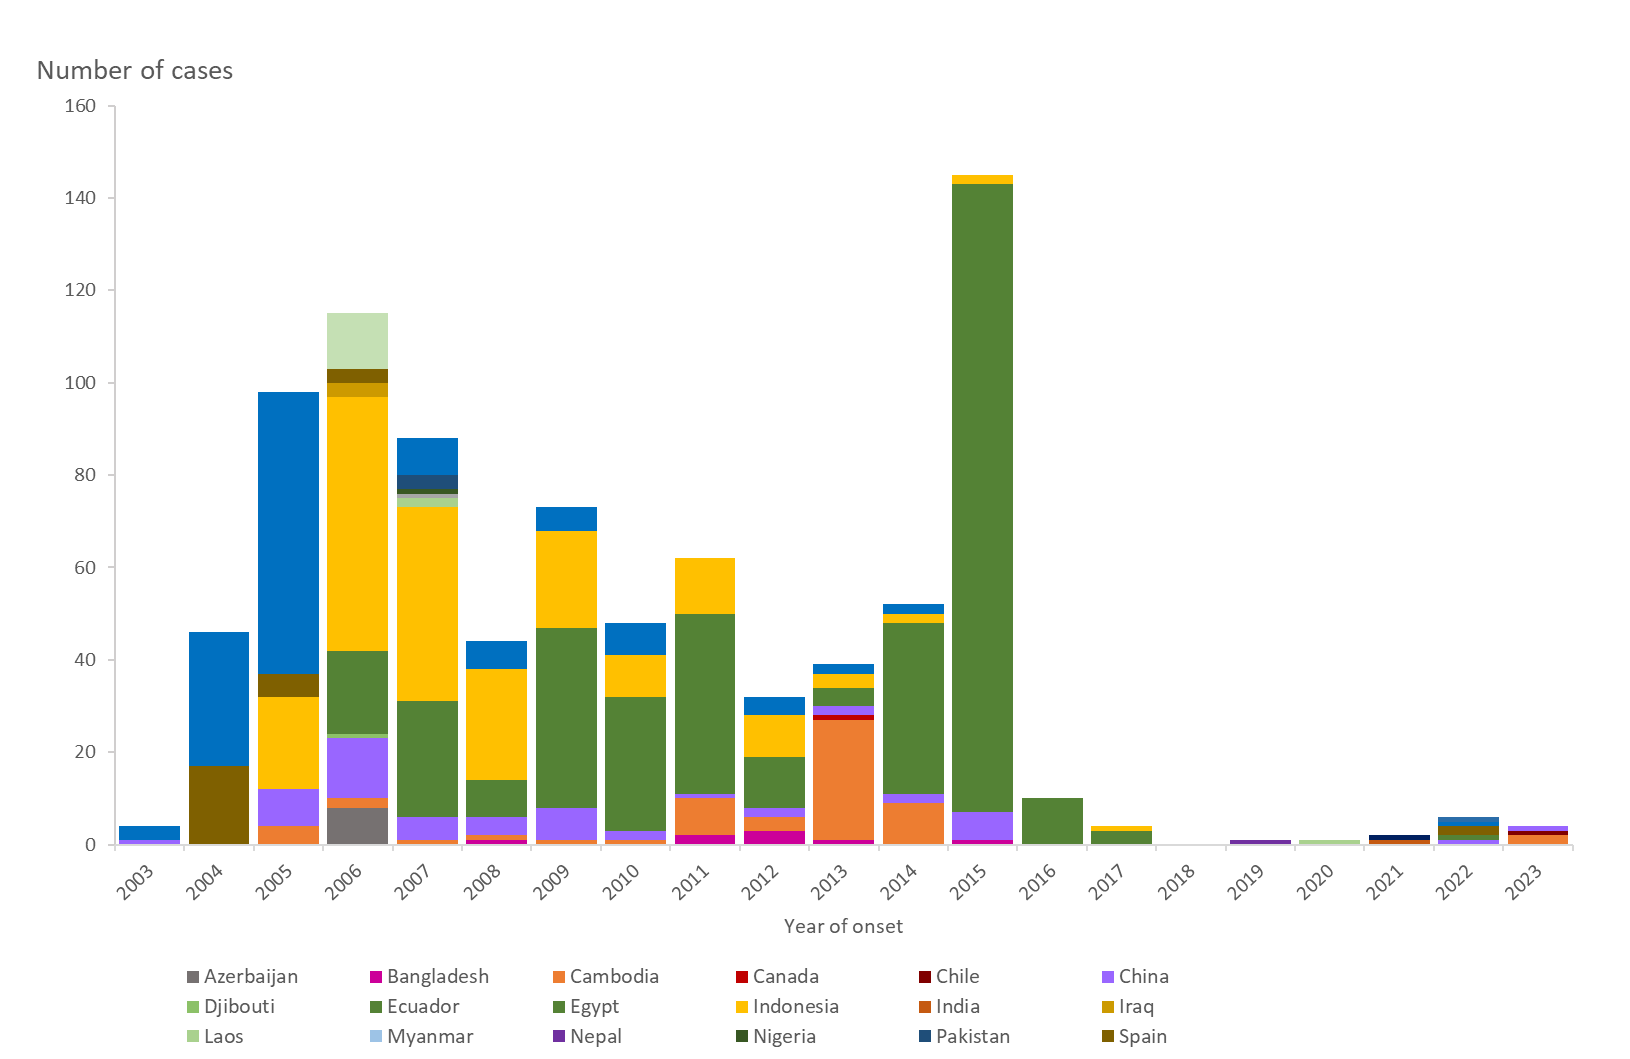 Number of cases
160
140
120
100
80
60
40
20
0
2003 2004 2005 2006 2007 2008 2009 2010 2011 2012 2013 2014 2015 2016 2017 2018 2019 2020 2021 2022 2023
Year of onset
Azerbaijan Bangladesh Cambodia Canada Chile China
Djibouti Ecuador Egypt Indonesia India Iraq
Laos Myanmar Nepal Nigeria Pakistan Spain